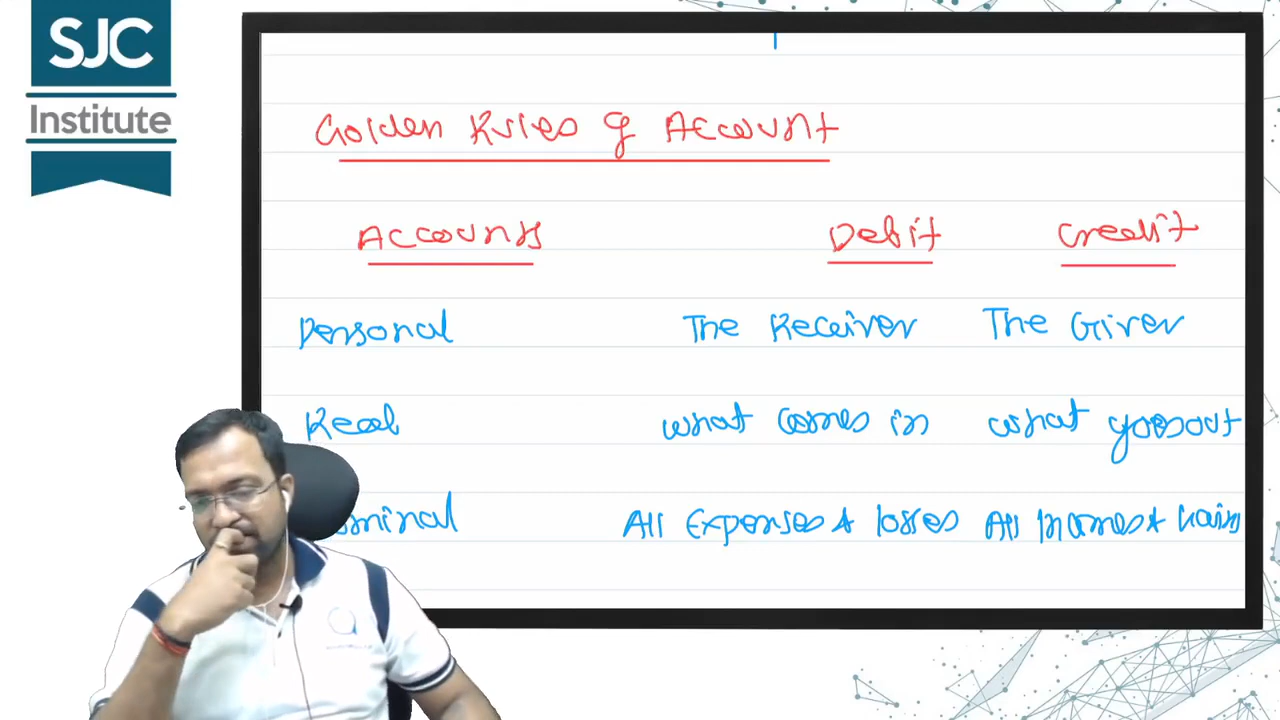 SJC
Institute
Golden Rules of Account
Accounts Debit Credit
Personal The Receiver The Giver
Real what comes in what goes out
minal All Expenses & losses All Incomes & Gains